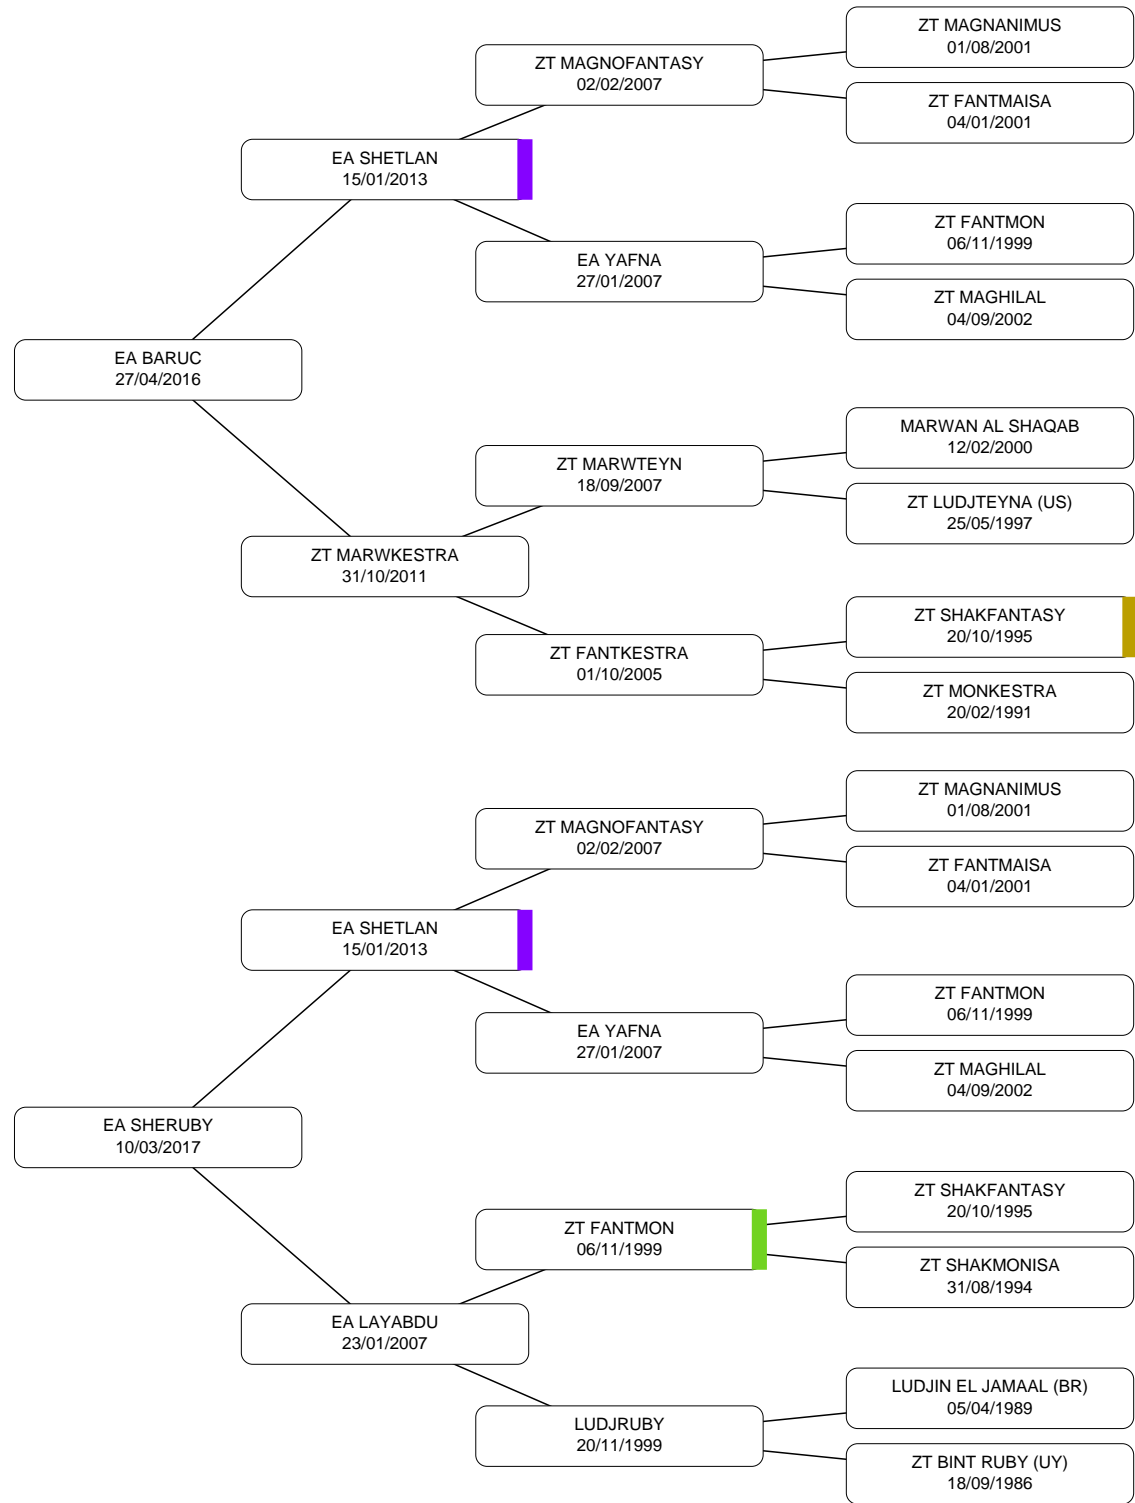 ZT MAGNANIMUS
01/08/2001
ZT MAGNOFANTASY
02/02/2007
ZT FANTMAISA
04/01/2001
EA SHETLAN
15/01/2013
ZT FANTMON
06/11/1999
EA YAFNA
27/01/2007
ZT MAGHILAL
04/09/2002
EA BARUC
27/04/2016
MARWAN AL SHAQAB
12/02/2000
ZT MARWTEYN
18/09/2007
ZT LUDJTEYNA (US)
25/05/1997
ZT MARWKESTRA
31/10/2011
ZT SHAKFANTASY
20/10/1995
ZT FANTKESTRA
01/10/2005
ZT MONKESTRA
20/02/1991
ZT MAGNANIMUS
01/08/2001
ZT MAGNOFANTASY
02/02/2007
ZT FANTMAISA
04/01/2001
EA SHETLAN
15/01/2013
ZT FANTMON
06/11/1999
EA YAFNA
27/01/2007
ZT MAGHILAL
04/09/2002
EA SHERUBY
10/03/2017
ZT SHAKFANTASY
20/10/1995
ZT FANTMON
06/11/1999
ZT SHAKMONISA
31/08/1994
EA LAYABDU
23/01/2007
LUDJIN EL JAMAAL (BR)
05/04/1989
LUDJRUBY
20/11/1999
ZT BINT RUBY (UY)
18/09/1986